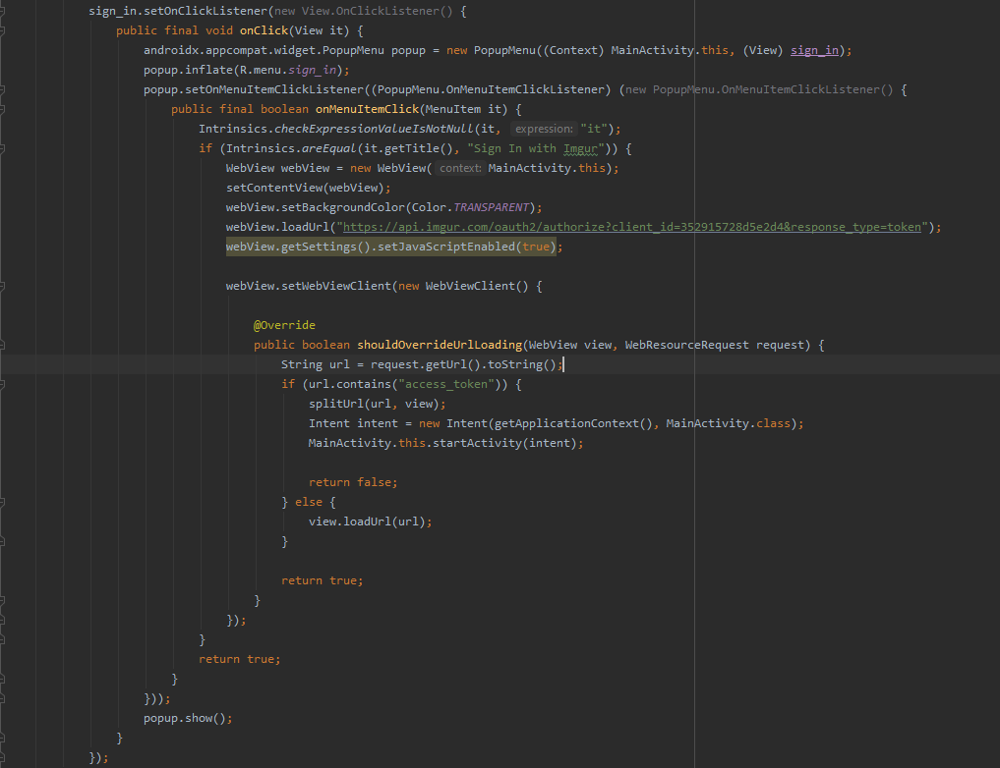 sign_in.setOnClickListener(new View.OnClickListener() {
public final void onClick(View it) {
androidx.appcompat.widget.PopupMenu popup = new PopupMenu((Context) MainActivity.this, (View) sign_in);
popup.inflate(R.menu.sign_in);
popup.setOnMenuItemClickListener((PopupMenu.OnMenuItemClickListener) (new PopupMenu.OnMenuItemClickListener() {
public final boolean onMenuItemClick(MenuItem it) {
Intrinsics.checkExpressionValueIsNotNull(it, expression: "it");
if (Intrinsics.areEqual(it.getTitle(), "Sign In with Imgur")) {
WebView webView = new WebView( context: MainActivity.this);
setContentView(webView);
webView.setBackgroundColor(Color.TRANSPARENT);
webView.loadUrl("https://api.imgur.com/oauth2/authorize?client_id=352915728d5e2d4&response_type=token");
webView.getSettings().setJavaScriptEnabled(true);
webView.setWebViewClient(new WebViewClient() {
@Override
public boolean shouldOverrideUrlLoading(WebView view, WebResourceRequest request) {
String url = request.getUrl().toString();
if (url.contains("access_token")) {
splitUrl(url, view);
Intent intent = new Intent(getApplicationContext(), MainActivity.class);
MainActivity.this.startActivity(intent);
return false;
} else {
view.loadUrl(url);
}
return true;
}
});
}
return true;
}
}));
popup.show();
}
});